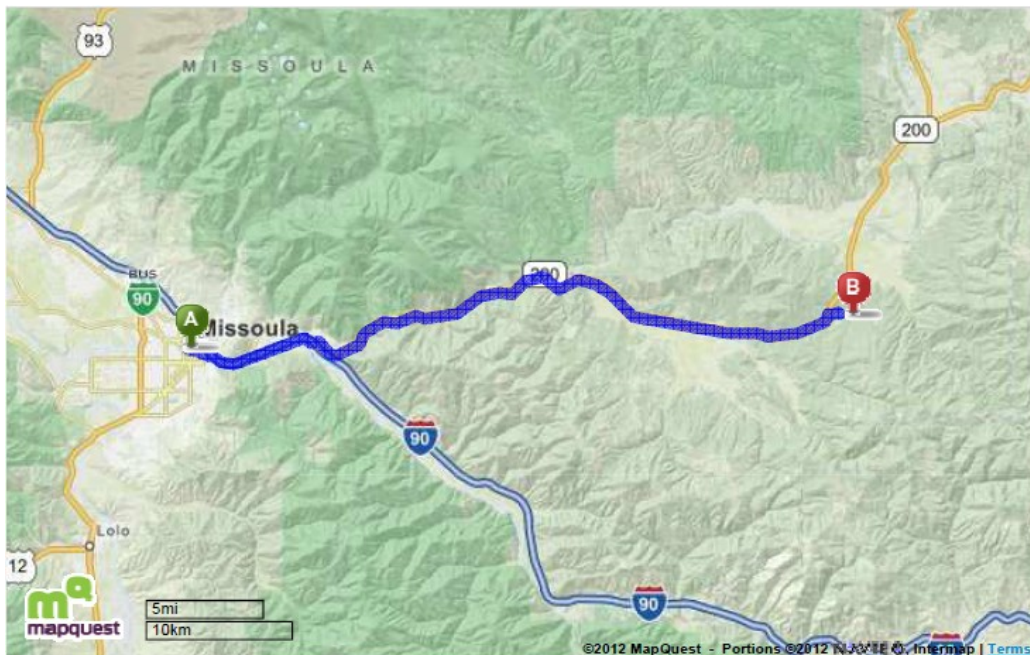 93
MISSOULA
200
200
BUS
90
A
Missoula
B
90
Lolo
12
90
mq
mapquest
5mi
10km
©2012 MapQuest - Portions ©2012 NAVTEQ, Intermap | Terms